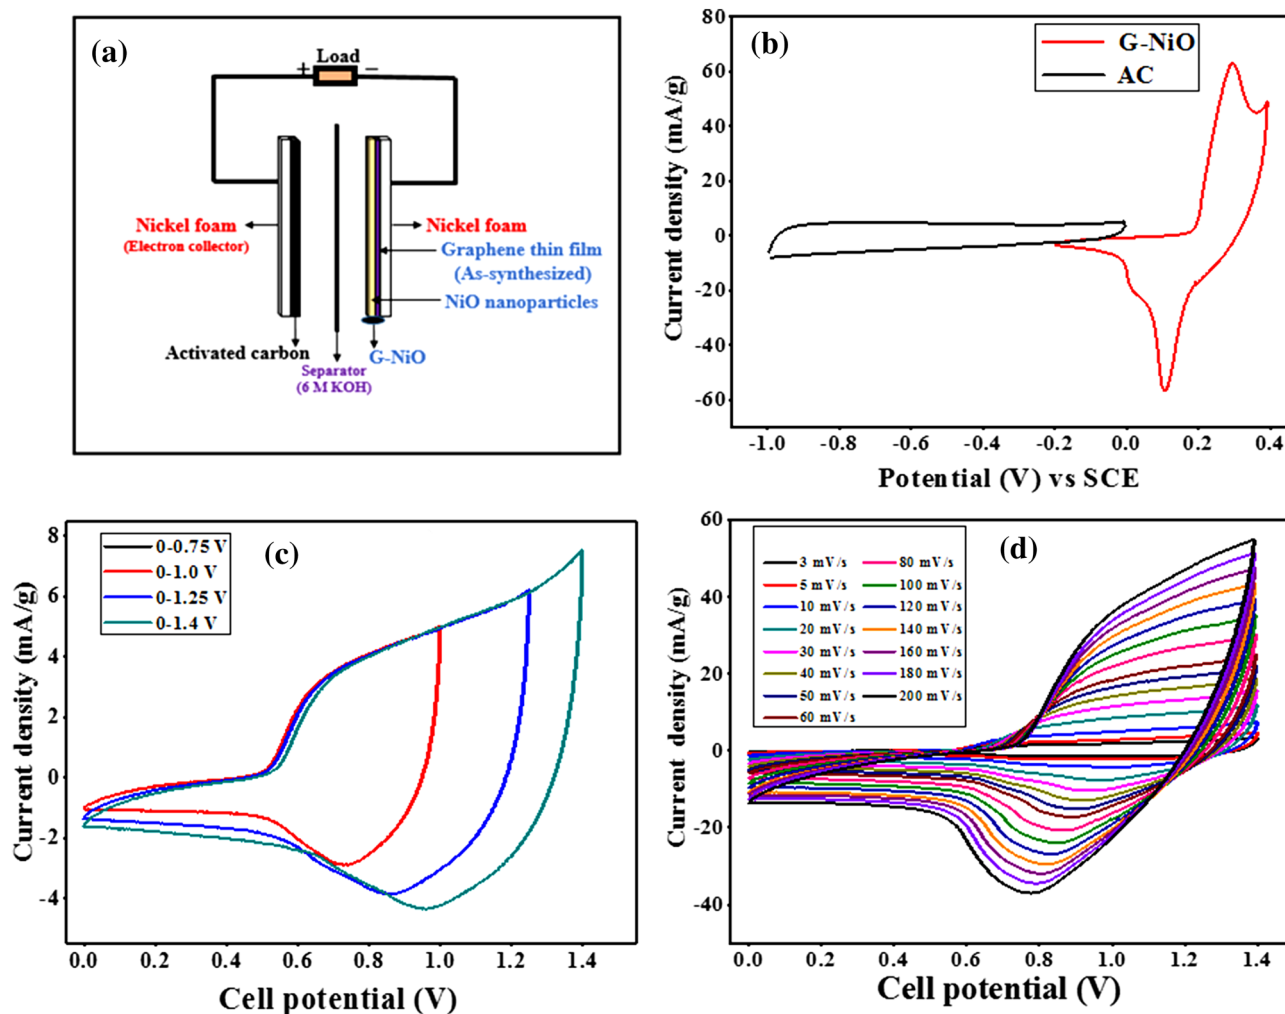 (a)
Load
+ −
Nickel foam
(Electron collector)
Nickel foam
Graphene thin film
(As-synthesized)
NiO nanoparticles
Activated carbon
Separator
(6 M KOH)
G-NiO
(b)
G-NiO
AC
Current density (mA/g)
80
60
40
20
0
-20
-40
-60
-1.0 -0.8 -0.6 -0.4 -0.2 0.0 0.2 0.4
Potential (V) vs SCE
(c)
0-0.75 V
0-1.0 V
0-1.25 V
0-1.4 V
Current density (mA/g)
8
6
4
2
0
-2
-4
0.0 0.2 0.4 0.6 0.8 1.0 1.2 1.4
Cell potential (V)
(d)
3 mV/s 80 mV/s
5 mV/s 100 mV/s
10 mV/s 120 mV/s
20 mV/s 140 mV/s
30 mV/s 160 mV/s
40 mV/s 180 mV/s
50 mV/s 200 mV/s
60 mV/s
Current density (mA/g)
60
40
20
0
-20
-40
0.0 0.2 0.4 0.6 0.8 1.0 1.2 1.4
Cell potential (V)